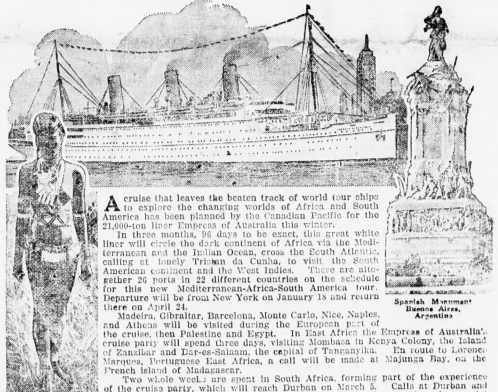 A cruise that leaves the beaten track of world tour ships
to explore the changing worlds of Africa and South
America has been planned by the Canadian Pacific for the
21,000-ton liner Empress of Australia this winter.
In three months, 96 days to be exact, this great white
liner will circle the dark continent of Africa via the Medi-
terranean and the Indian Ocean, cross the South Atlantic,
calling at lonely Tristan da Cunha, to visit the South
American continent and the West Indies. There are alto-
gether 26 ports in 22 different countries on the schedule
for this new Mediterranean-Africa-South America tour.
Departure will be from New York on January 18 and return
there on April 24.
Madeira, Gibraltar, Barcelona, Monte Carlo, Nice, Naples,
and Athens will be visited during the European part of
the cruise, then Palestine and Egypt. In East Africa the Empress of Australia's
cruise party will spend three days, visiting Mombasa in Kenya Colony, the Island
of Zanzibar and Dar-es-Salaam, the capital of Tanganyika. En route to Lorenc-
Marques, Portuguese East Africa, a call will be made at Majunga Bay, on the
French island of Madagascar.
Two whole weeks are spent in South Africa, forming part of the experience
of the cruise party, which will reach Durban on March 5. Calls at Durban and
Spanish Monument
Buenos Aires,
Argentina